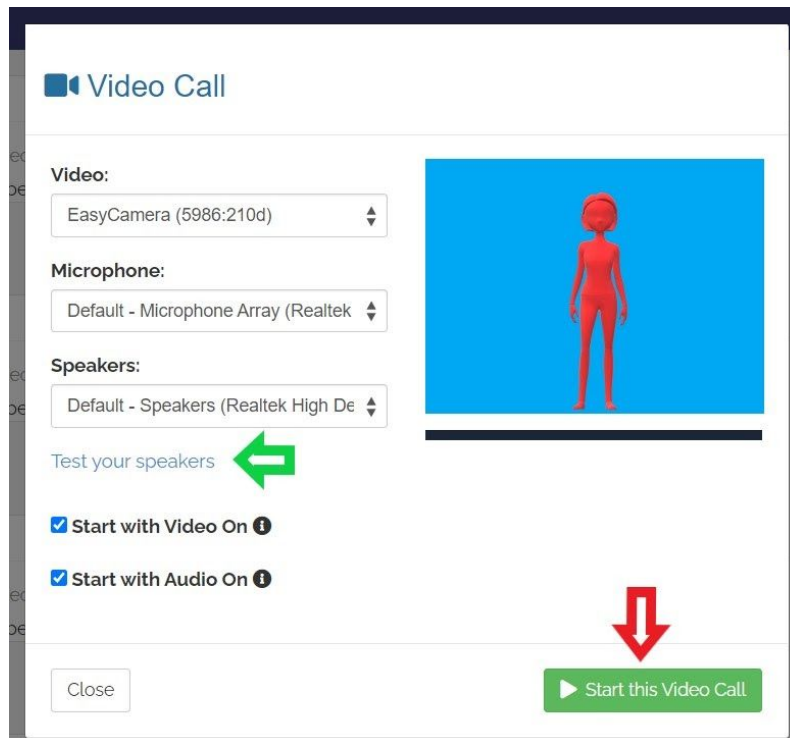 Video Call
Video:
EasyCamera (5986:210d)
Microphone:
Default - Microphone Array (Realtek
Speakers:
Default - Speakers (Realtek High De
Test your speakers
Start with Video On
Start with Audio On
Close
Start this Video Call